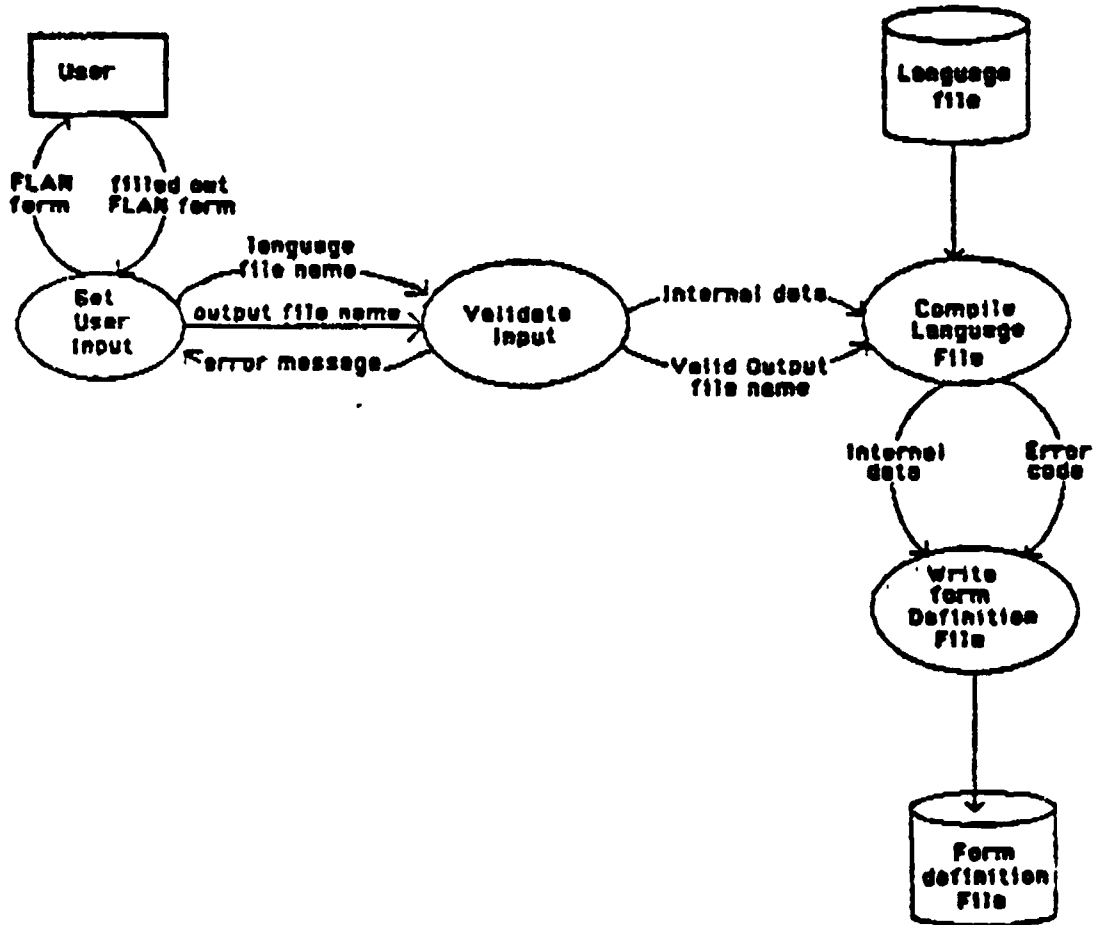 User
Language
file
FLAN
form
filled out
FLAN form
language
file name
Get
User
Input
output file name
error message
Validate
Input
Internal data
Valid Output
file name
Compile
Language
File
Internal
data
Error
code
Write
form
Definition
File
Form
definition
File